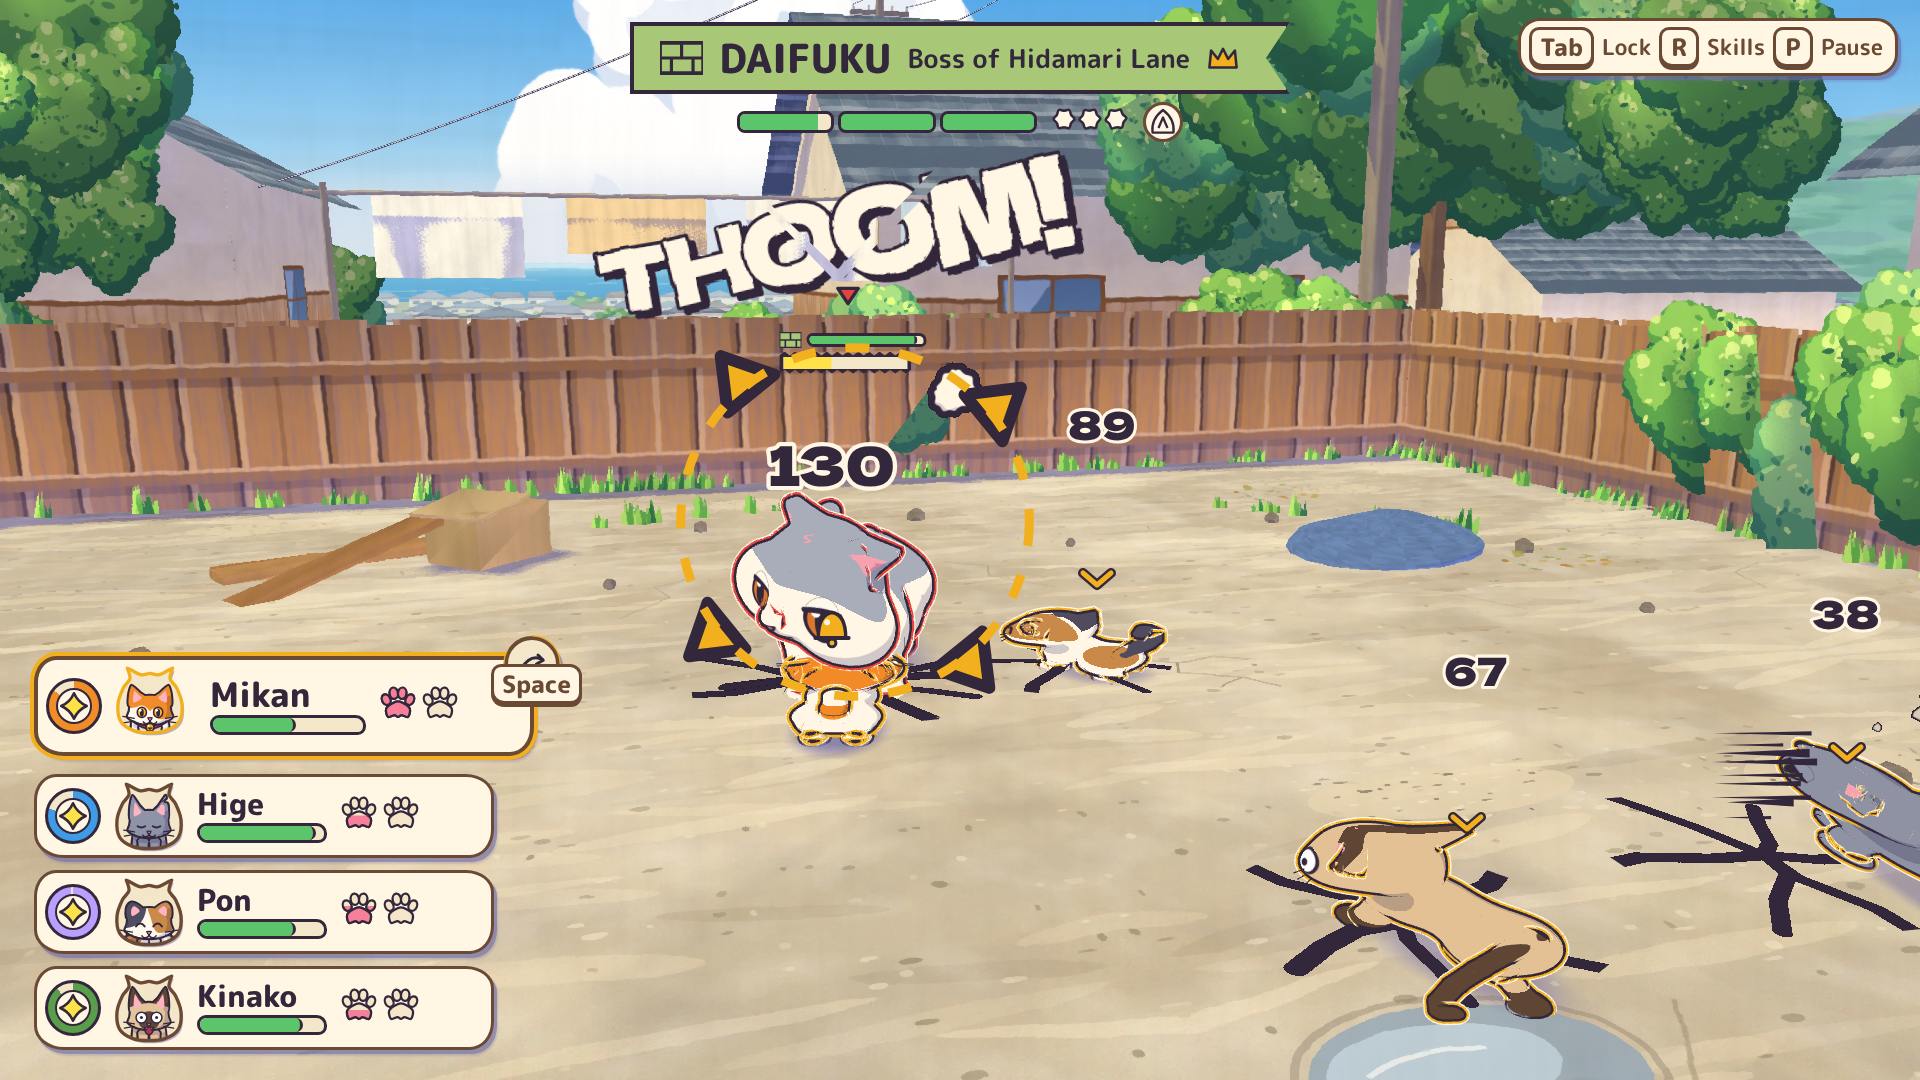 DAIFUKU Boss of Hidamari Lane
Tab Lock R Skills P Pause
THOOM!
89
130
38
67
Mikan
Space
Hige
Pon
Kinako